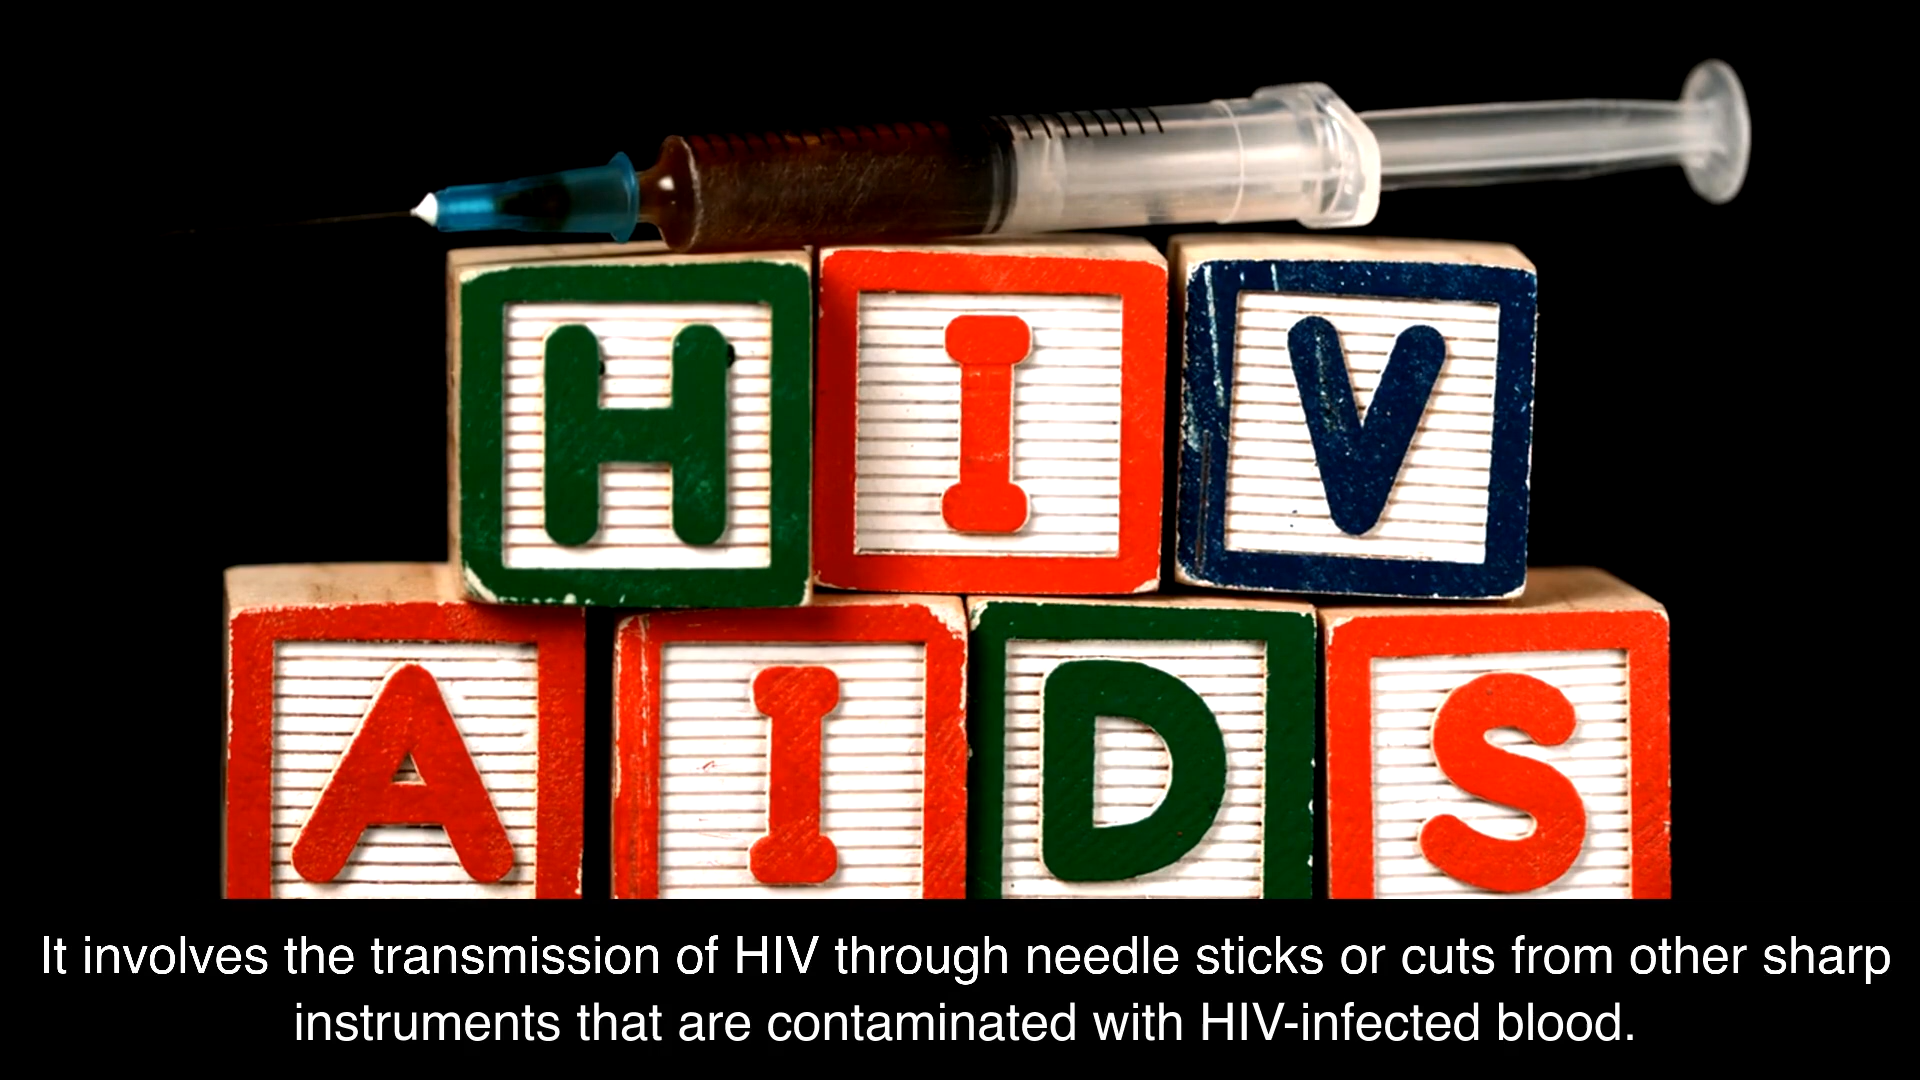 HIV
AIDS
It involves the transmission of HIV through needle sticks or cuts from other sharp
instruments that are contaminated with HIV-infected blood.